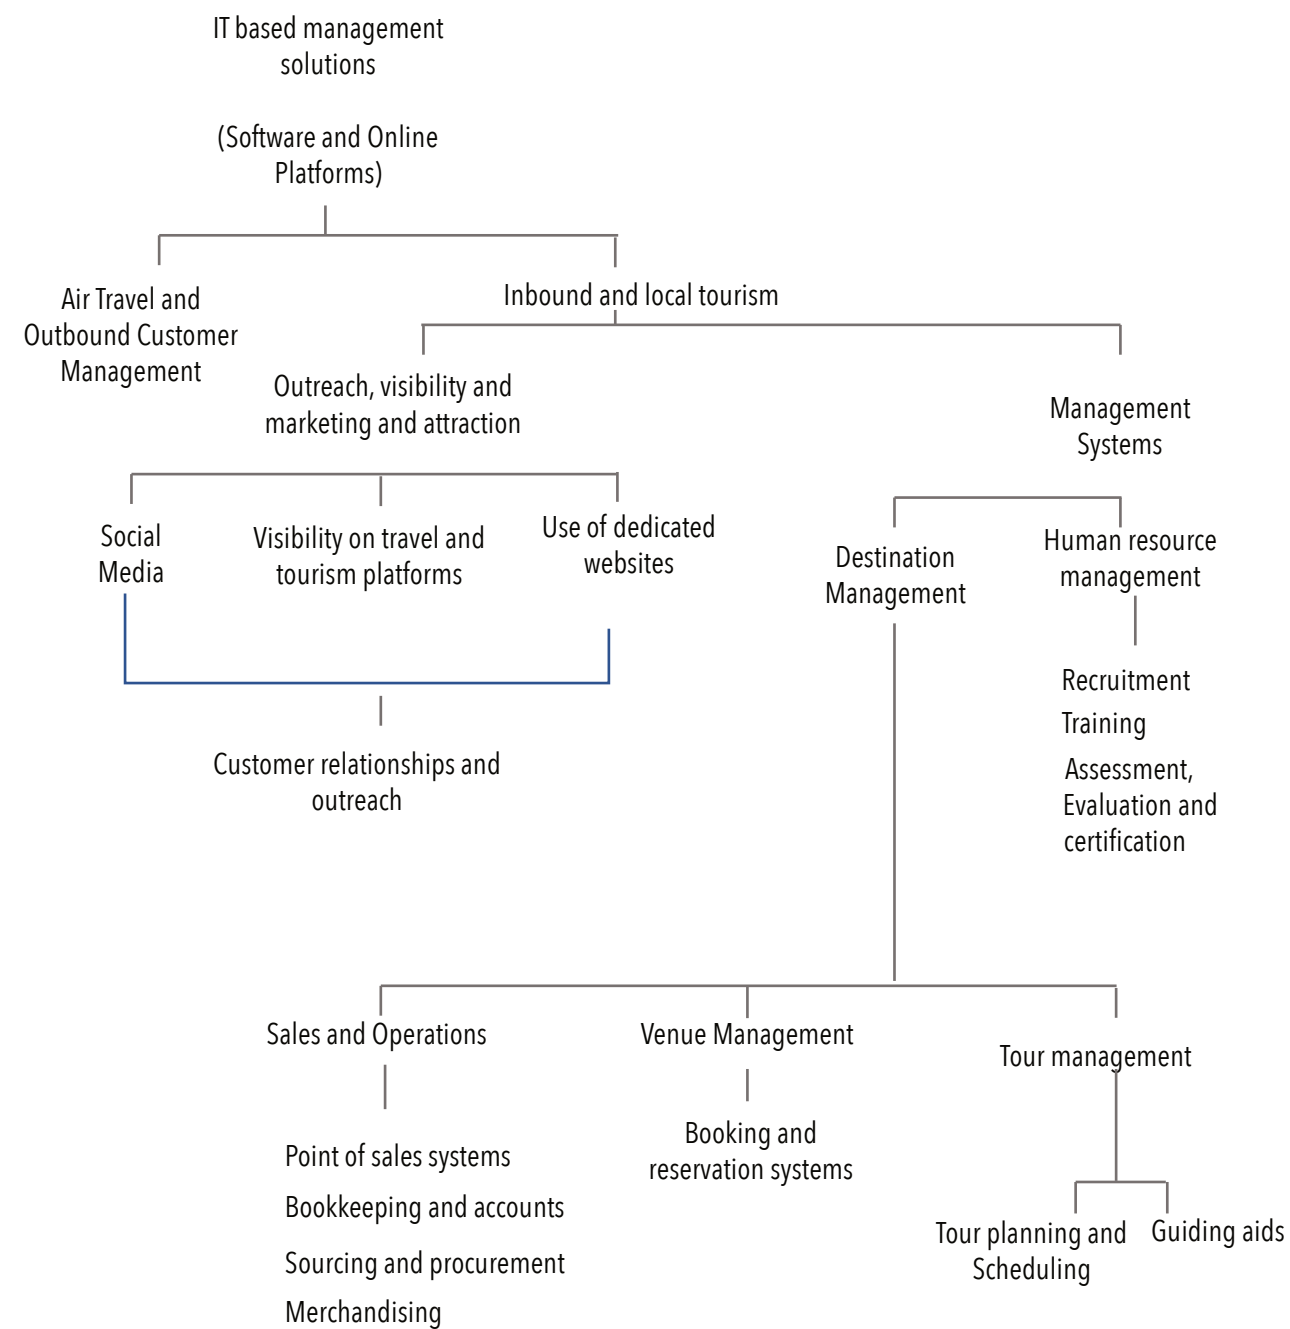 IT based management
solutions
(Software and Online
Platforms)
Air Travel and
Outbound Customer
Management
Inbound and local tourism
Outreach, visibility and
marketing and attraction
Management
Systems
Social
Media
Visibility on travel and
tourism platforms
Use of dedicated
websites
Destination
Management
Human resource
management
Recruitment
Training
Assessment,
Evaluation and
certification
Customer relationships and
outreach
Sales and Operations
Venue Management
Tour management
Point of sales systems
Bookkeeping and accounts
Sourcing and procurement
Merchandising
Booking and
reservation systems
Tour planning and
Scheduling
Guiding aids